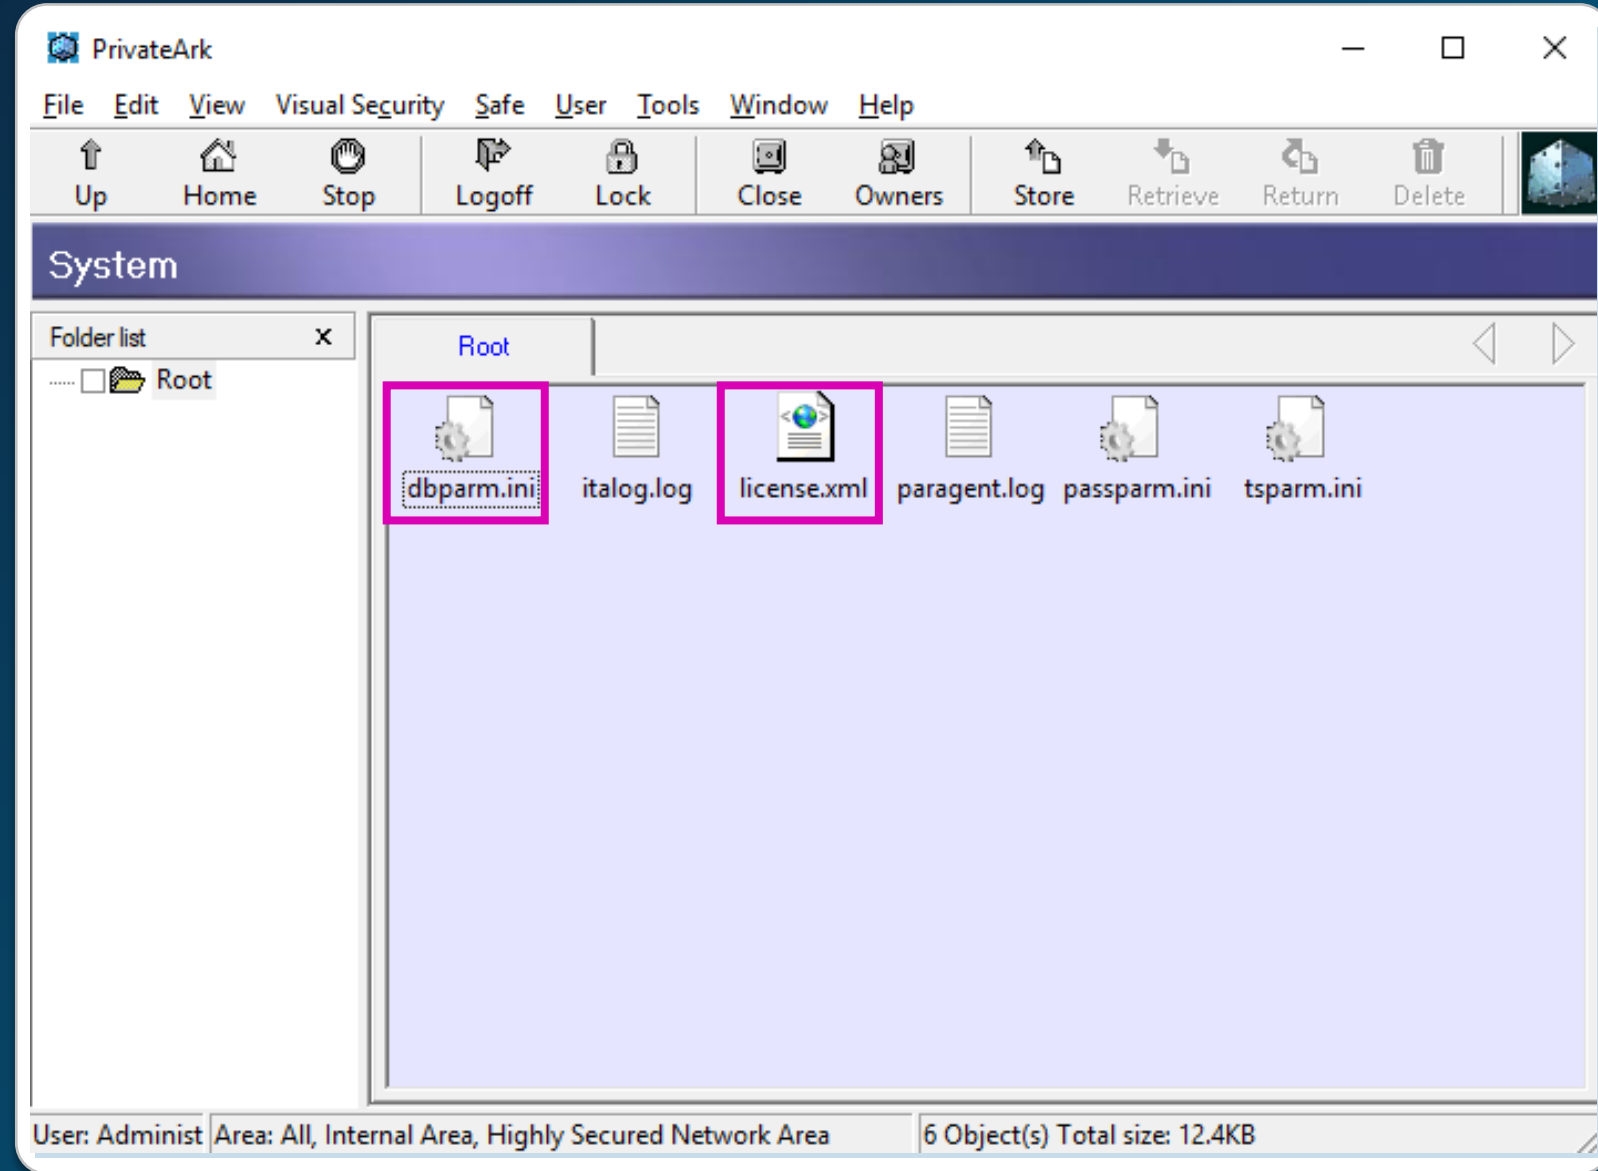 PrivateArk
File Edit View Visual Security Safe User Tools Window Help
Up Home Stop Logoff Lock Close Owners Store Retrieve Return Delete
System
Folder list x
Root
Root
dbparm.ini italog.log license.xml paragent.log passparm.ini tsparm.ini
User: Administ Area: All, Internal Area, Highly Secured Network Area 6 Object(s) Total size: 12.4KB